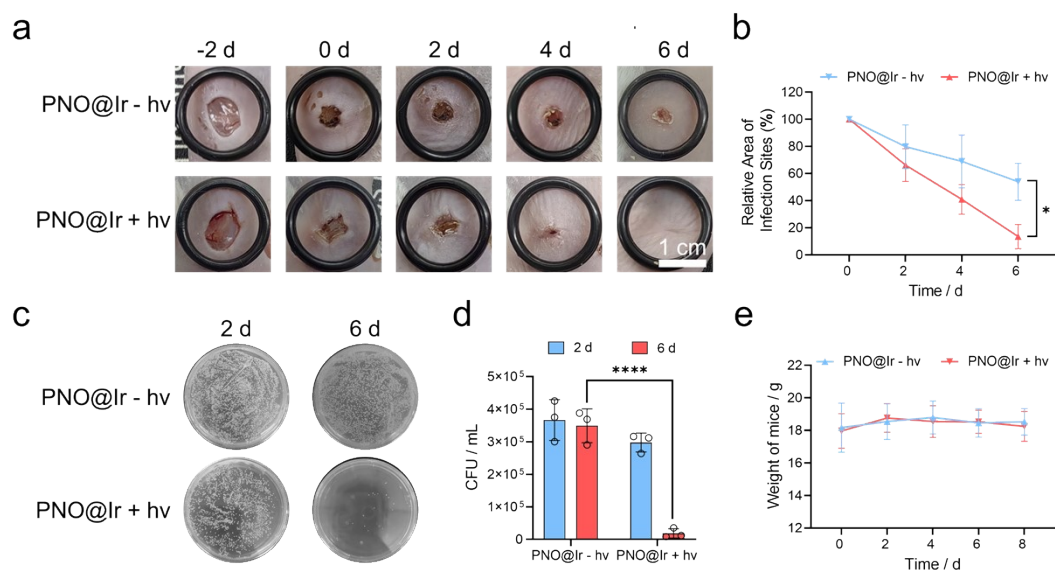 a
-2 d 0 d 2 d 4 d 6 d
PNO@Ir - hv
PNO@Ir + hv
1 cm
b
PNO@Ir - hv PNO@Ir + hv
Relative Area of
Infection Sites (%)
120
100
80
60
40
20
0
*
0 2 4 6
Time / d
c
2 d 6 d
PNO@Ir - hv
PNO@Ir + hv
d
2 d 6 d
****
CFU / mL
5×10⁵
4×10⁵
3×10⁵
2×10⁵
1×10⁵
0
PNO@Ir - hv PNO@Ir + hv
e
PNO@Ir - hv PNO@Ir + hv
Weight of mice / g
22
20
18
16
14
12
0 2 4 6 8
Time / d